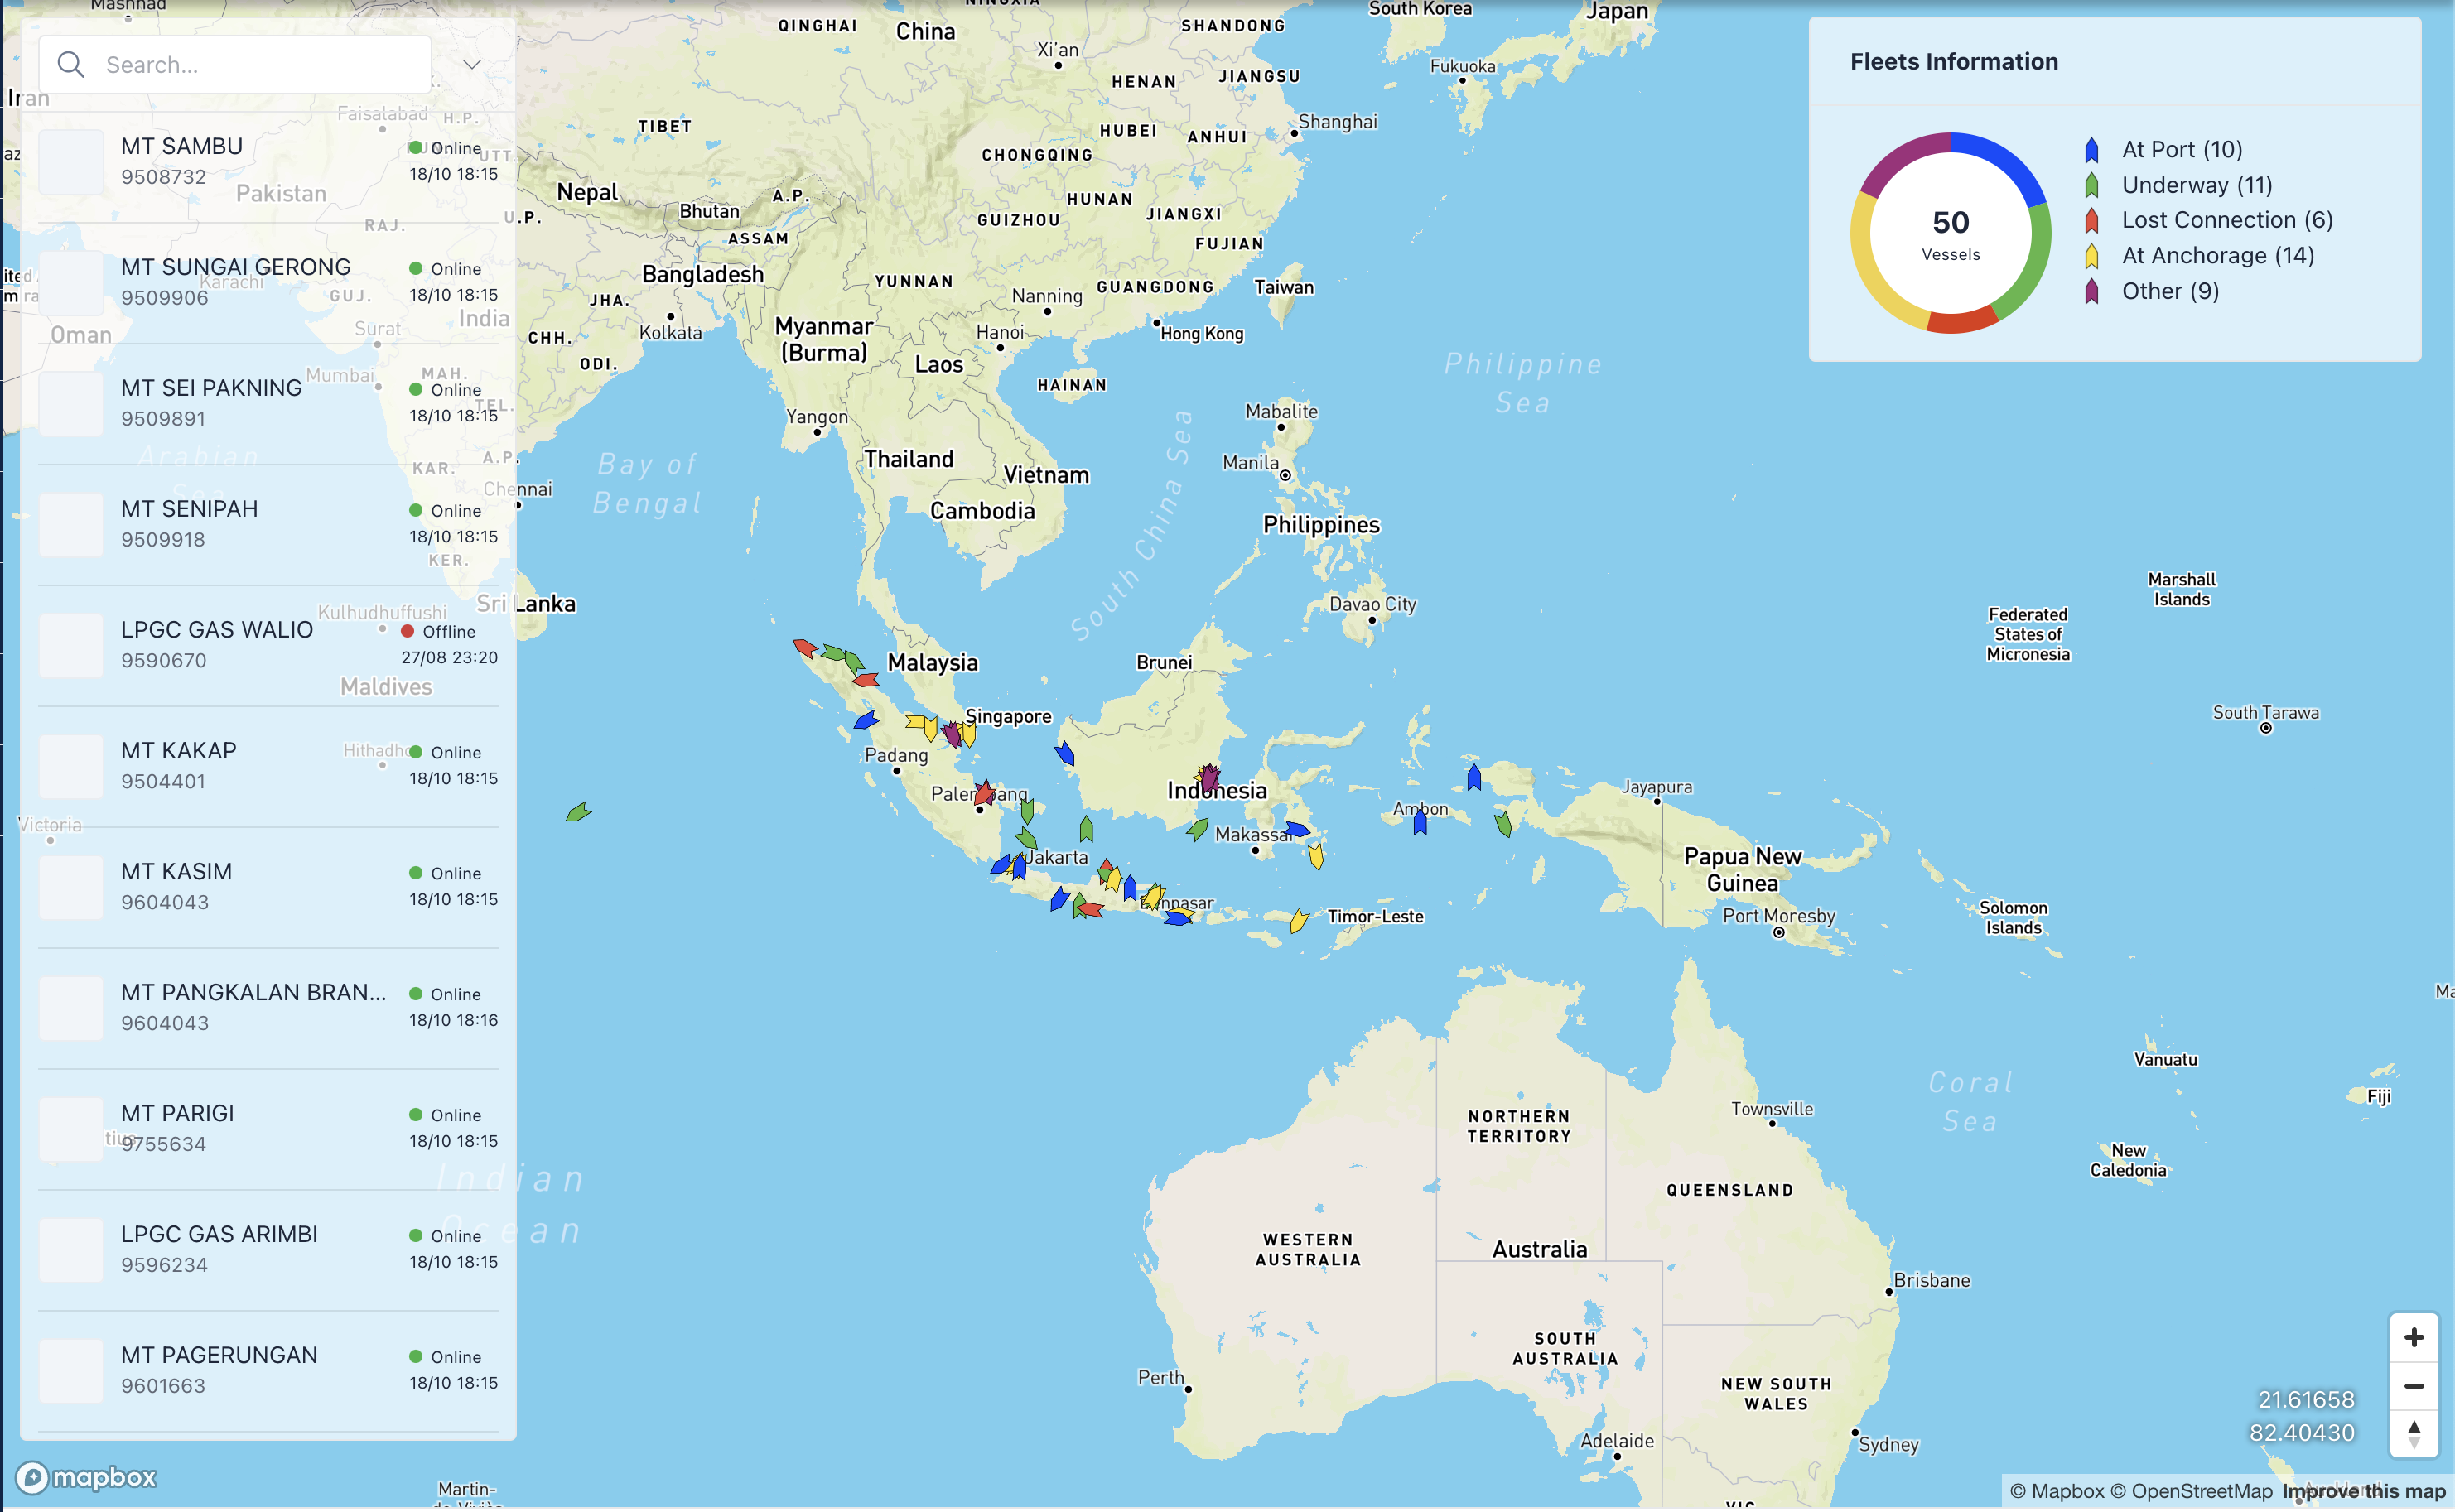 Search...
MT SAMBU
9508732
Online
18/10 18:15
MT SUNGAI GERONG
9509906
Online
18/10 18:15
MT SEI PAKNING
9509891
Online
18/10 18:15
MT SENIPAH
9509918
Online
18/10 18:15
LPGC GAS WALIO
9590670
Offline
27/08 23:20
MT KAKAP
9504401
Online
18/10 18:15
MT KASIM
9604043
Online
18/10 18:15
MT PANGKALAN BRAN...
9604043
Online
18/10 18:16
MT PARIGI
9755634
Online
18/10 18:15
LPGC GAS ARIMBI
9596234
Online
18/10 18:15
MT PAGERUNGAN
9601663
Online
18/10 18:15
Fleets Information
50
Vessels
At Port (10)
Underway (11)
Lost Connection (6)
At Anchorage (14)
Other (9)
Mashhad
Iran
Faisalabad
H.P.
Pakistan
RAJ.
UTT.
U.P.
Karachi
GUJ.
Oman
Surat
India
JHA.
CHH.
ODI.
Mumbai
MAH.
TEL.
Arabian
Sea
KAR.
A.P.
Chennai
KER.
Kulhudhuffushi
Sri Lanka
Maldives
Victoria
Indian
Ocean
QINGHAI
China
NINGXIA
SHANDONG
South Korea
Japan
Xi'an
HENAN
JIANGSU
Fukuoka
TIBET
HUBEI
ANHUI
Shanghai
CHONGQING
Nepal
Bhutan
A.P.
HUNAN
JIANGXI
GUIZHOU
ASSAM
FUJIAN
Bangladesh
YUNNAN
Nanning
GUANGDONG
Taiwan
Kolkata
Myanmar
(Burma)
Hanoi
Hong Kong
Laos
HAINAN
Philippine
Sea
Yangon
Mabalite
Bay of
Bengal
Thailand
Vietnam
South China Sea
Manila
Cambodia
Philippines
Davao City
Marshall
Islands
Federated
States of
Micronesia
Malaysia
Brunei
Singapore
South Tarawa
Padang
Indonesia
Jayapura
Ambon
Makassar
Jakarta
Papua New
Guinea
Timor-Leste
Port Moresby
Solomon
Islands
Vanuatu
Coral
Sea
Fiji
NORTHERN
TERRITORY
Townsville
New
Caledonia
QUEENSLAND
WESTERN
AUSTRALIA
Australia
Brisbane
SOUTH
AUSTRALIA
Perth
NEW SOUTH
WALES
Adelaide
Sydney
21.61658
82.40430
mapbox
Martin-
© Mapbox © OpenStreetMap Improve this map